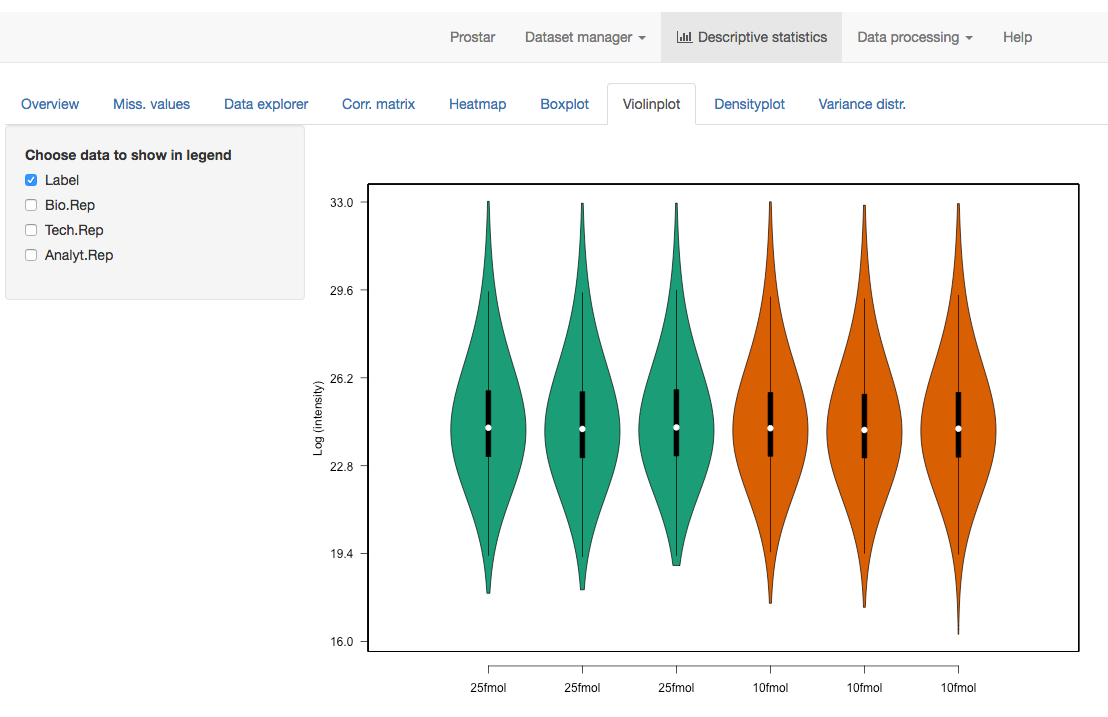 Prostar Dataset manager Descriptive statistics Data processing Help
Overview Miss. values Data explorer Corr. matrix Heatmap Boxplot Violinplot Densityplot Variance distr.
Choose data to show in legend
Label
Bio.Rep
Tech.Rep
Analyt.Rep
33.0
29.6
26.2
22.8
19.4
16.0
Log (intensity)
25fmol 25fmol 25fmol 10fmol 10fmol 10fmol